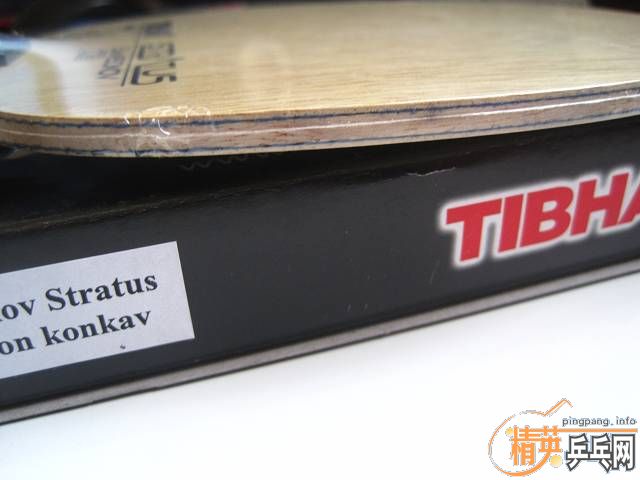 TIBHA
ov Stratus
on konkav
pingpang.info
精英乒乓网